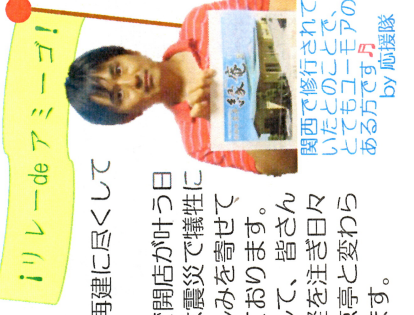 ¡リレーdeアミーゴ!
関西で修行されて
いたとのことで、
とてもユーモアの
ある方です♬
by 応援隊
再建に尽くして
開店が叶う日
震災で犠牲に
みを寄せて
おります。
て、皆さん
を注ぎ日々
亭と変わら
ます。